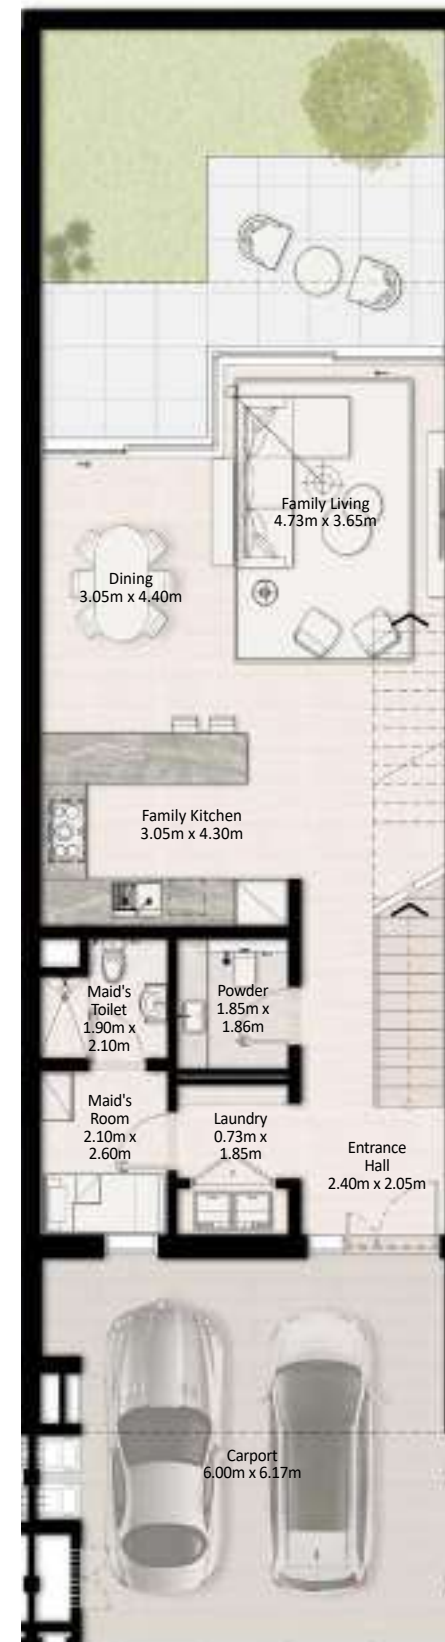 Family Living
4.73m x 3.65m
Dining
3.05m x 4.40m
Family Kitchen
3.05m x 4.30m
Maid's
Toilet
1.90m x
2.10m
Powder
1.85m x
1.86m
Maid's
Room
2.10m x
2.60m
Laundry
0.73m x
1.85m
Entrance
Hall
2.40m x 2.05m
Carport
6.00m x 6.17m